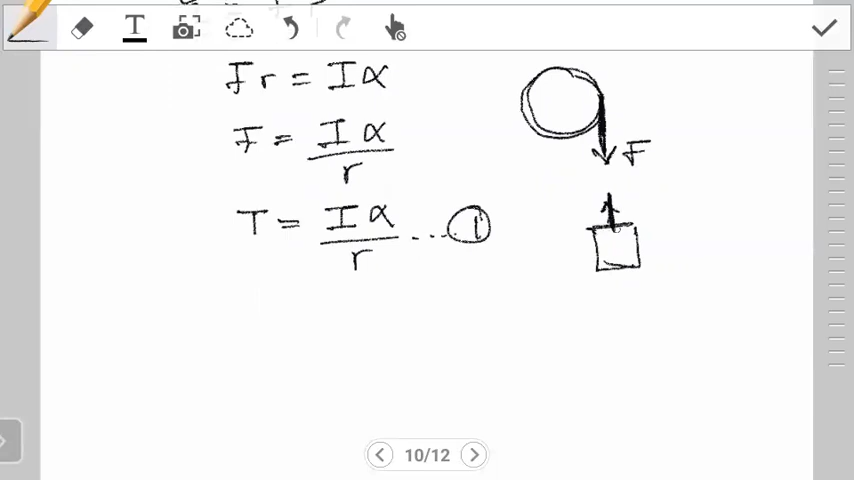 T
Fr = Iα
F = Iα/r
F
T = Iα/r ....①
10/12